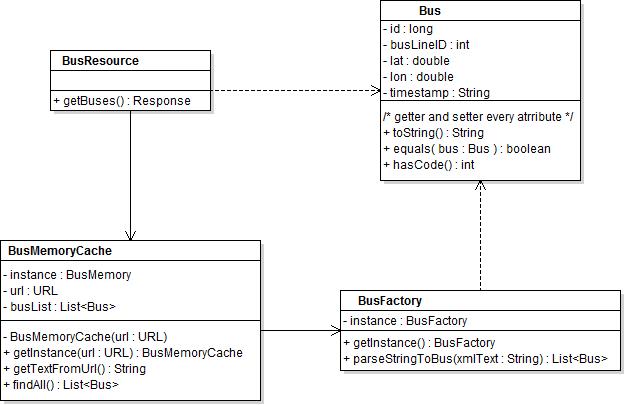 Bus
- id : long
- busLineID : int
- lat : double
- lon : double
- timestamp : String
/* getter and setter every atrribute */
+ toString() : String
+ equals( bus : Bus ) : boolean
+ hasCode() : int
BusResource
+ getBuses() : Response
BusMemoryCache
- instance : BusMemory
- url : URL
- busList : List<Bus>
- BusMemoryCache(url : URL)
+ getInstance(url : URL) : BusMemoryCache
+ getTextFromUrl() : String
+ findAll() : List<Bus>
BusFactory
- instance : BusFactory
+ getInstance() : BusFactory
+ parseStringToBus(xmlText : String) : List<Bus>